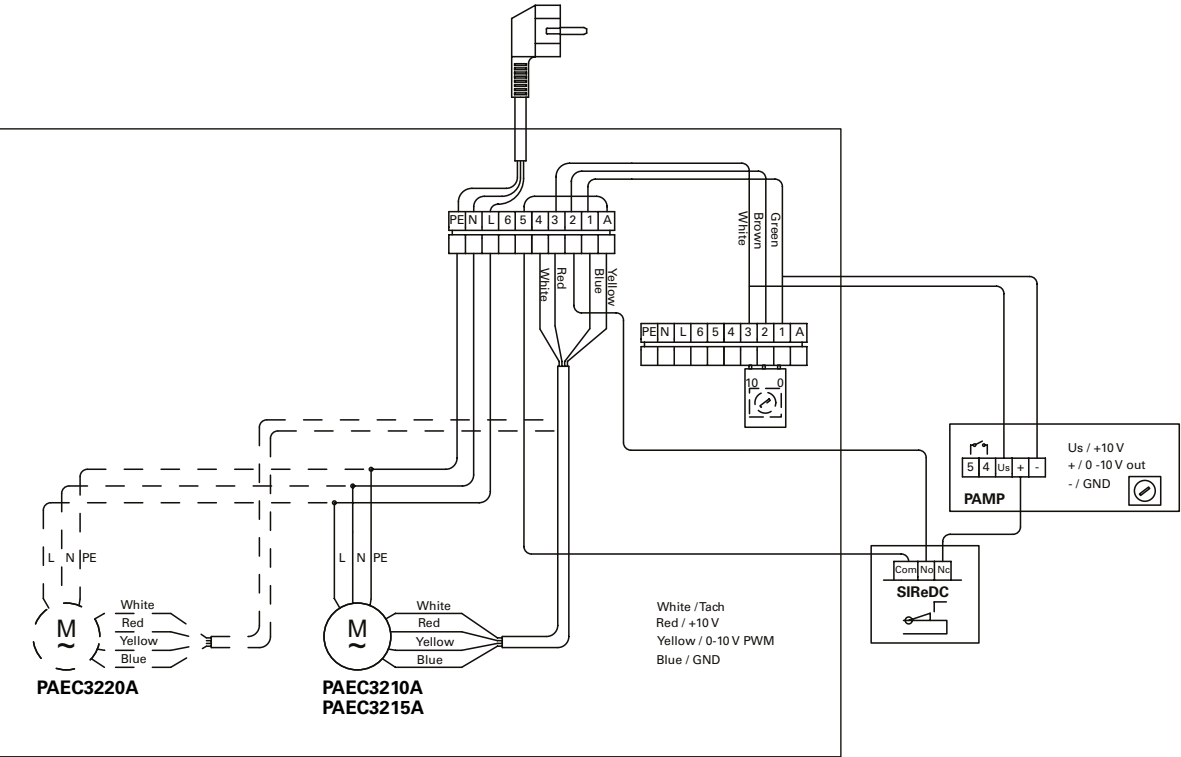 PE N L 6 5 4 3 2 1 A
White
Brown
Green
White
Red
Blue
Yellow
PE N L 6 5 4 3 2 1 A
10 0
5 4 Us + -
PAMP
Us / +10 V
+ / 0 -10 V out
- / GND
Com No Nc
SIReDC
L N PE
M
~
White
Red
Yellow
Blue
PAEC3220A
L N PE
M
~
White
Red
Yellow
Blue
PAEC3210A
PAEC3215A
White / Tach
Red / +10 V
Yellow / 0-10 V PWM
Blue / GND